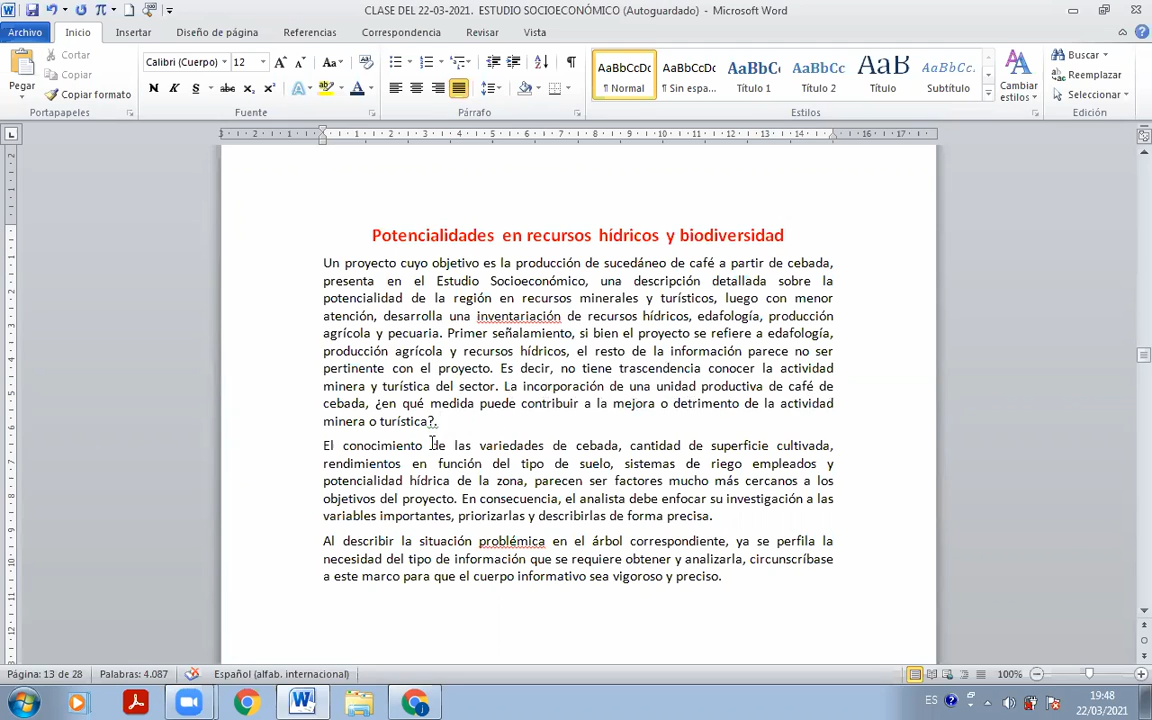 CLASE DEL 22-03-2021. ESTUDIO SOCIOECONÓMICO (Autoguardado) - Microsoft Word
Archivo Inicio Insertar Diseño de página Referencias Correspondencia Revisar Vista
Pegar
Cortar
Copiar
Copiar formato
Portapapeles
Calibri (Cuerpo) 12
Fuente
Párrafo
AaBbCcDc AaBbCcDc AaBbC AaBbCc AaB AaBbCc.
¶ Normal ¶ Sin espa... Título 1 Título 2 Título Subtítulo
Estilos
Cambiar estilos
Buscar
Reemplazar
Seleccionar
Edición
Potencialidades en recursos hídricos y biodiversidad
Un proyecto cuyo objetivo es la producción de sucedáneo de café a partir de cebada,
presenta en el Estudio Socioeconómico, una descripción detallada sobre la
potencialidad de la región en recursos minerales y turísticos, luego con menor
atención, desarrolla una inventariación de recursos hídricos, edafología, producción
agrícola y pecuaria. Primer señalamiento, si bien el proyecto se refiere a edafología,
producción agrícola y recursos hídricos, el resto de la información parece no ser
pertinente con el proyecto. Es decir, no tiene trascendencia conocer la actividad
minera y turística del sector. La incorporación de una unidad productiva de café de
cebada, ¿en qué medida puede contribuir a la mejora o detrimento de la actividad
minera o turística?.
El conocimiento de las variedades de cebada, cantidad de superficie cultivada,
rendimientos en función del tipo de suelo, sistemas de riego empleados y
potencialidad hídrica de la zona, parecen ser factores mucho más cercanos a los
objetivos del proyecto. En consecuencia, el analista debe enfocar su investigación a las
variables importantes, priorizarlas y describirlas de forma precisa.
Al describir la situación problémica en el árbol correspondiente, ya se perfila la
necesidad del tipo de información que se requiere obtener y analizarla, circunscríbase
a este marco para que el cuerpo informativo sea vigoroso y preciso.
Página: 13 de 28 Palabras: 4.087 Español (alfab. internacional) 100%
ES 19:48
22/03/2021